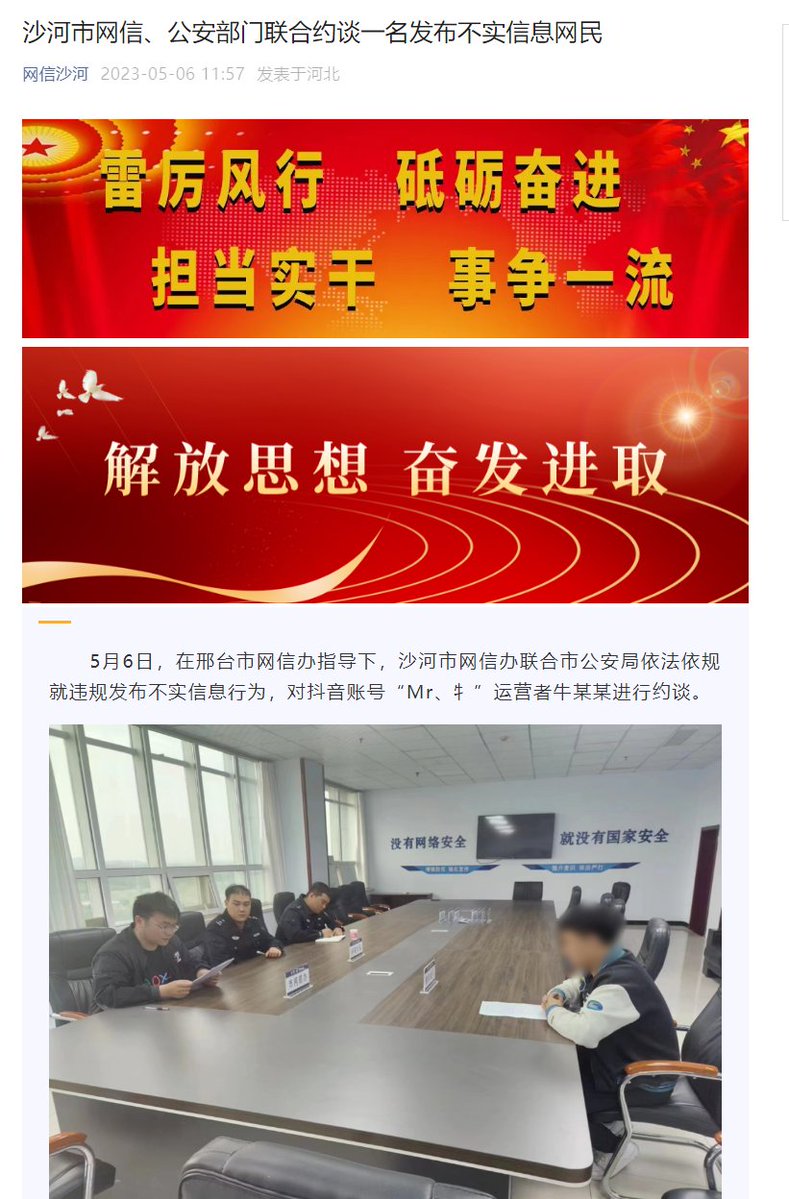 沙河市网信、公安部门联合约谈一名发布不实信息网民
网信沙河 2023-05-06 11:57 发表于河北
雷厉风行 砥砺奋进
担当实干 事争一流
解放思想 奋发进取
5月6日，在邢台市网信办指导下，沙河市网信办联合市公安局依法依规
就违规发布不实信息行为，对抖音账号“Mr、牜”运营者牛某某进行约谈。
没有网络安全 就没有国家安全